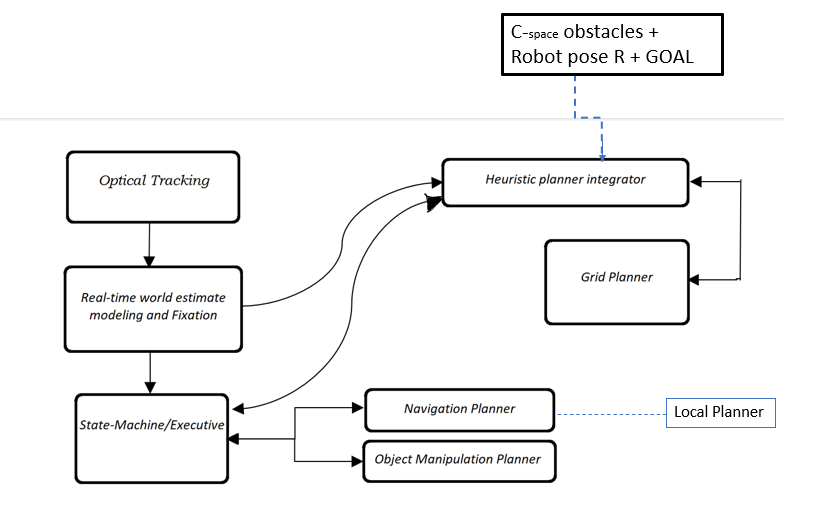 C-space obstacles +
Robot pose R + GOAL
Optical Tracking
Heuristic planner integrator
Grid Planner
Real-time world estimate
modeling and Fixation
State-Machine/Executive
Navigation Planner
Local Planner
Object Manipulation Planner